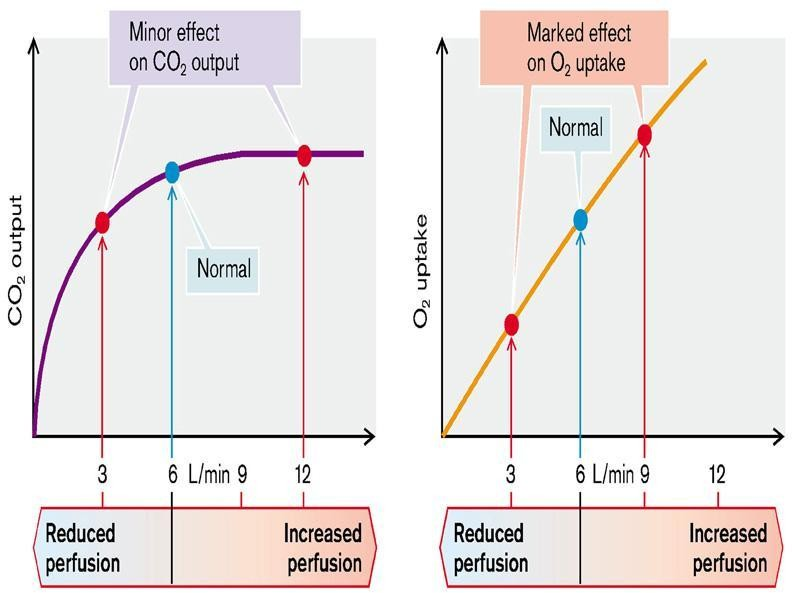 Minor effect
on CO₂ output
Normal
CO₂ output
3 6 L/min 9 12
Reduced
perfusion
Increased
perfusion
Marked effect
on O₂ uptake
Normal
O₂ uptake
3 6 L/min 9 12
Reduced
perfusion
Increased
perfusion